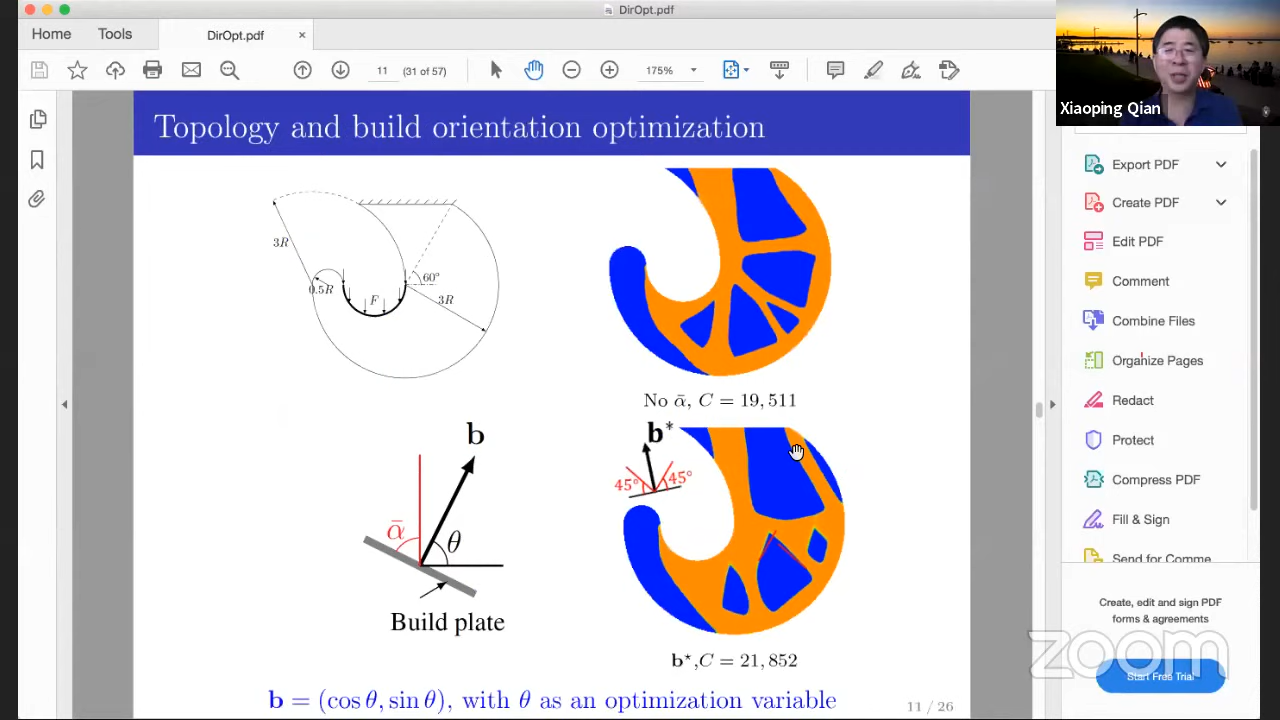 DirOpt.pdf
Home
Tools
DirOpt.pdf
×
11
(31 of 57)
175%
Xiaoping Qian
Topology and build orientation optimization
3R
0.5R
F
60°
3R
No ᾱ, C = 19, 511
b
ᾱ
θ
Build plate
b*
45°
45°
b⋆,C = 21, 852
b = (cos θ, sin θ), with θ as an optimization variable
11 / 26
Export PDF
Create PDF
Edit PDF
Comment
Combine Files
Organize Pages
Redact
Protect
Compress PDF
Fill & Sign
Send for Comme
Create, edit and sign PDF
forms & agreements
Start Free Trial
zoom